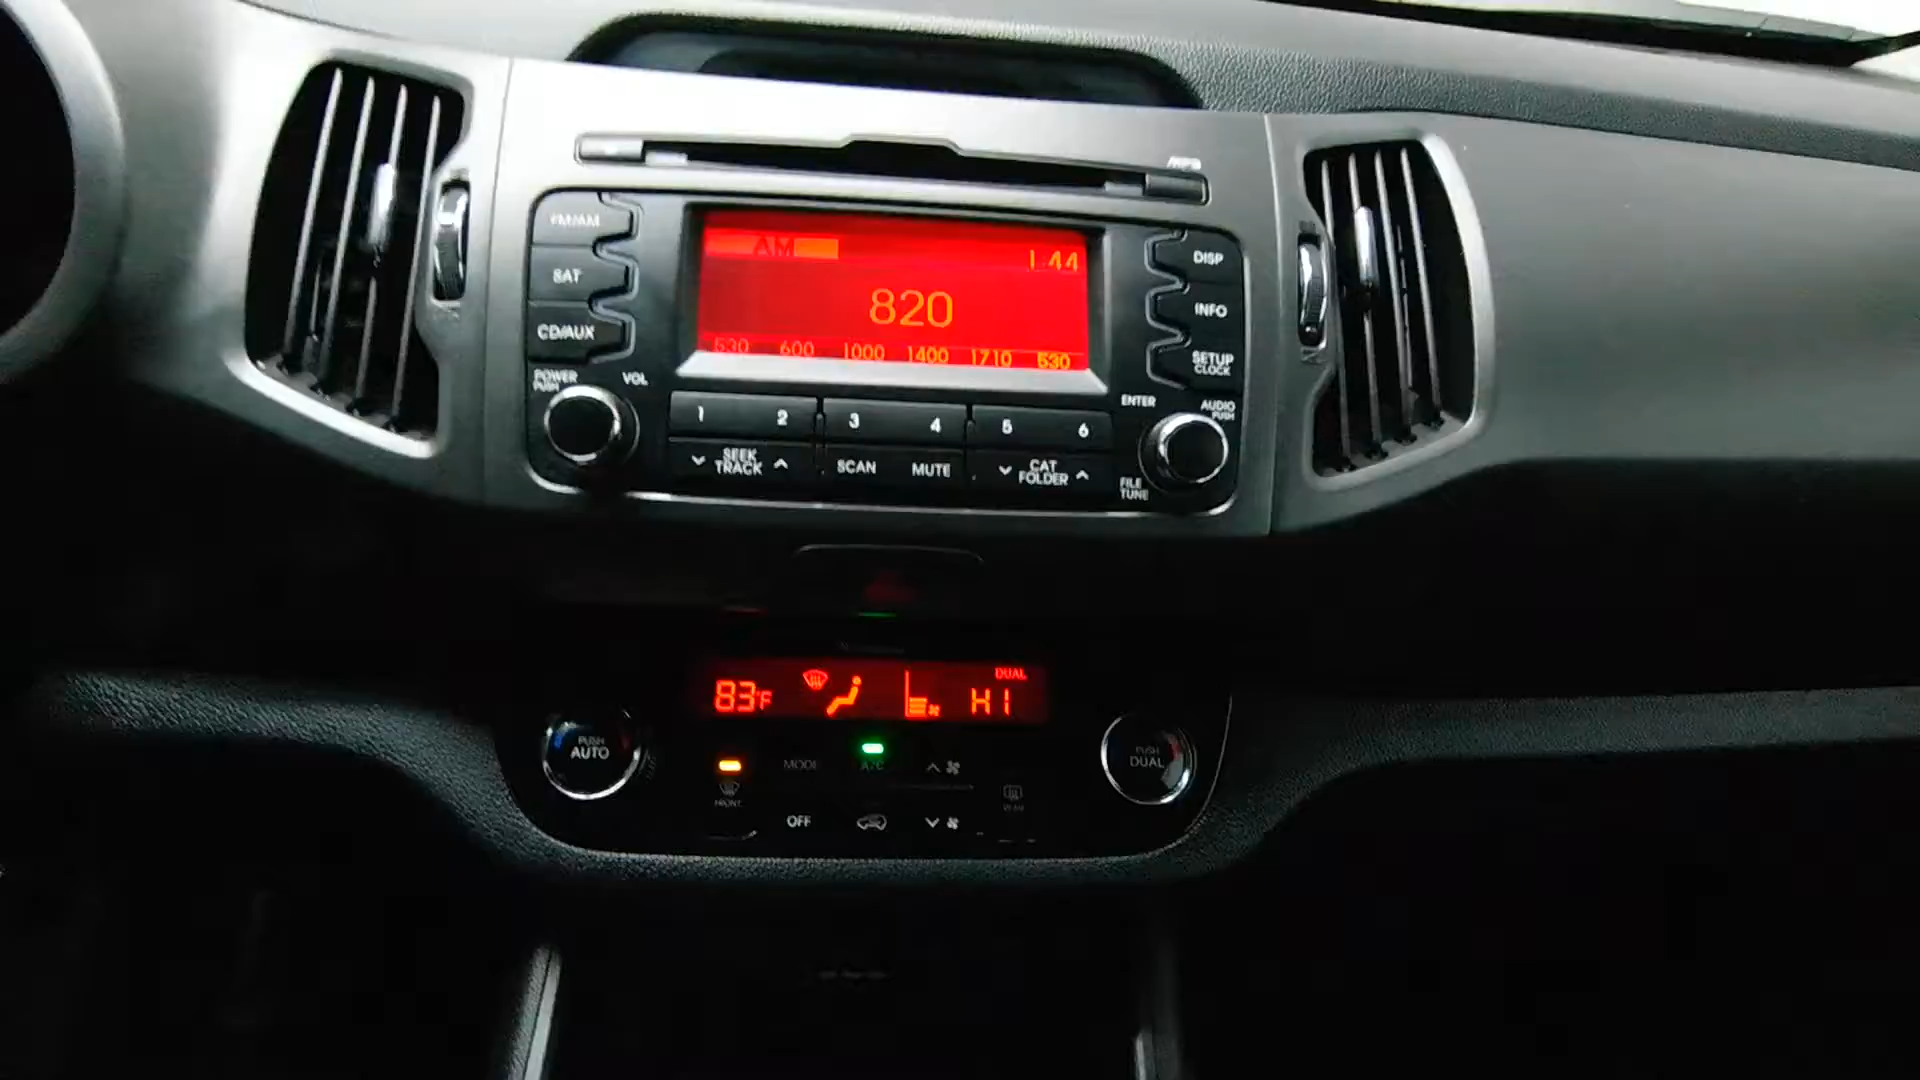 MP3
FM/AM
SAT
CD/AUX
AM
1:44
820
530 600 1000 1400 1710 530
DISP
INFO
SETUP
CLOCK
POWER
PUSH
VOL
ENTER
AUDIO
PUSH
1 2 3 4 5 6
SEEK
TRACK
SCAN
MUTE
CAT
FOLDER
FILE
TUNE
83°F
DUAL
HI
PUSH
AUTO
MODE
A/C
PUSH
DUAL
FRONT
REAR
OFF